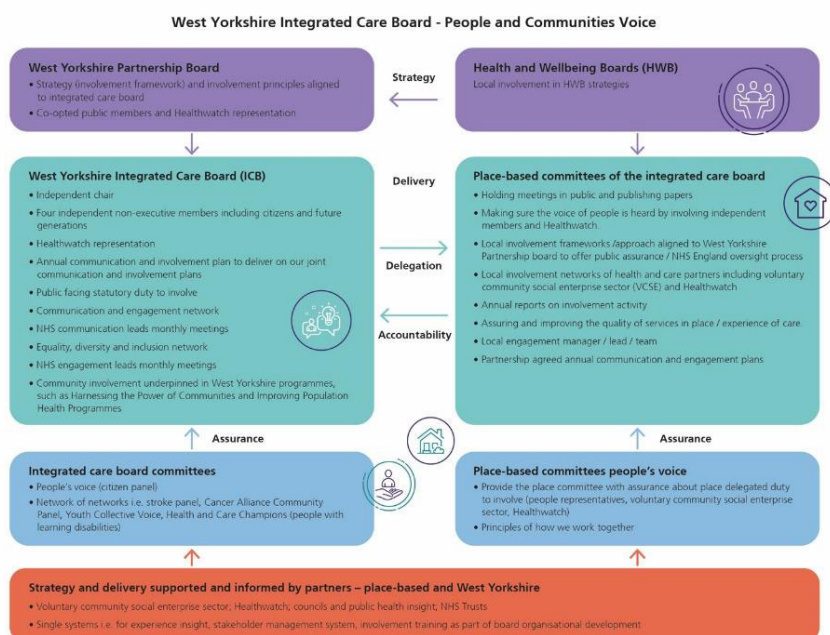 West Yorkshire Integrated Care Board - People and Communities Voice
West Yorkshire Partnership Board
• Strategy (involvement framework) and involvement principles aligned
to integrated care board
• Co-opted public members and Healthwatch representation
Strategy
Health and Wellbeing Boards (HWB)
Local involvement in HWB strategies
West Yorkshire Integrated Care Board (ICB)
• Independent chair
• Four independent non-executive members including citizens and future
generations
• Healthwatch representation
• Annual communication and involvement plan to deliver on our joint
communication and involvement plans
• Public facing statutory duty to involve
• Communication and engagement network
• NHS communication leads monthly meetings
• Equality, diversity and inclusion network
• NHS engagement leads monthly meetings
• Community involvement underpinned in West Yorkshire programmes,
such as Harnessing the Power of Communities and Improving Population
Health Programmes
Delivery
Delegation
Accountability
Place-based committees of the integrated care board
• Holding meetings in public and publishing papers
• Making sure the voice of people is heard by involving independent
members and Healthwatch.
• Local involvement frameworks /approach aligned to West Yorkshire
Partnership board to offer public assurance / NHS England oversight process
• Local involvement networks of health and care partners including voluntary
community social enterprise sector (VCSE) and Healthwatch
• Annual reports on involvement activity
• Assuring and improving the quality of services in place / experience of care.
• Local engagement manager / lead / team
• Partnership agreed annual communication and engagement plans
Assurance
Assurance
Integrated care board committees
• People's voice (citizen panel)
• Network of networks i.e. stroke panel, Cancer Alliance Community
Panel, Youth Collective Voice, Health and Care Champions (people with
learning disabilities)
Place-based committees people's voice
• Provide the place committee with assurance about place delegated duty
to involve (people representatives, voluntary community social enterprise
sector, Healthwatch)
• Principles of how we work together
Strategy and delivery supported and informed by partners – place-based and West Yorkshire
• Voluntary community social enterprise sector; Healthwatch; councils and public health insight; NHS Trusts
• Single systems i.e. for experience insight, stakeholder management system, involvement training as part of board organisational development